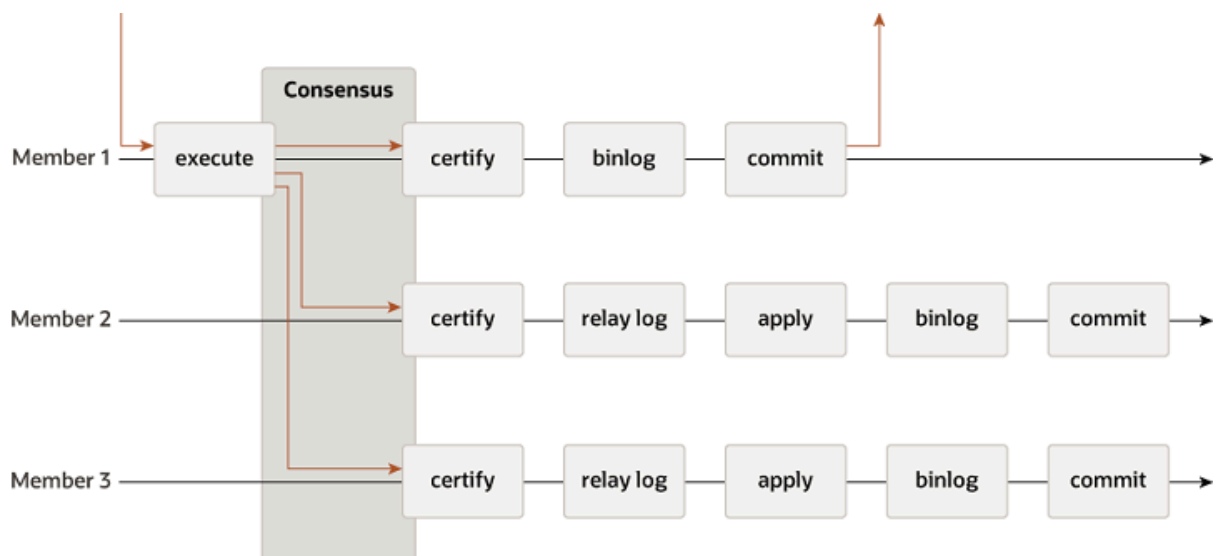 Consensus
Member 1 execute certify binlog commit
Member 2 certify relay log apply binlog commit
Member 3 certify relay log apply binlog commit